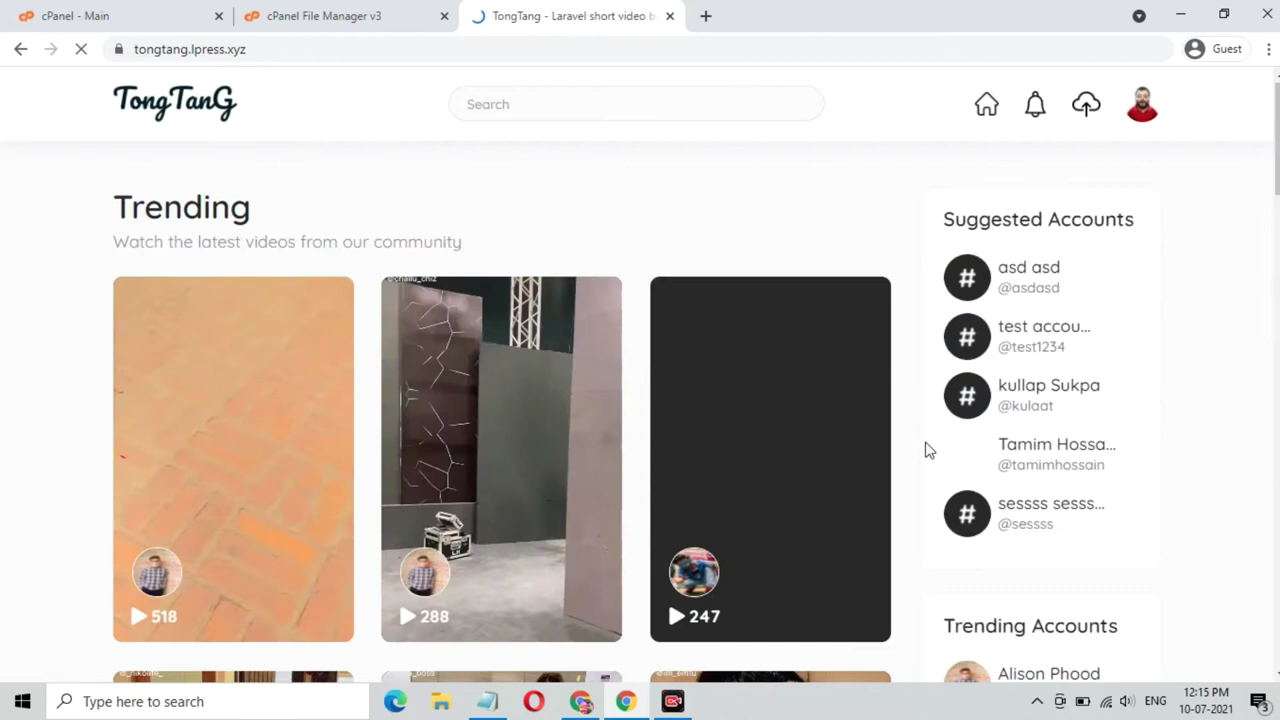 cPanel - Main
cPanel File Manager v3
TongTang - Laravel short video b
tongtang.lpress.xyz
Guest
TongTanG
Search
Trending
Watch the latest videos from our community
518
@challu_chiz
288
247
Suggested Accounts
asd asd
@asdasd
test accou...
@test1234
kullap Sukpa
@kulaat
Tamim Hossa...
@tamimhossain
sessss sesss...
@sessss
Trending Accounts
Alison Phood
Type here to search
ENG
12:15 PM
10-07-2021
3